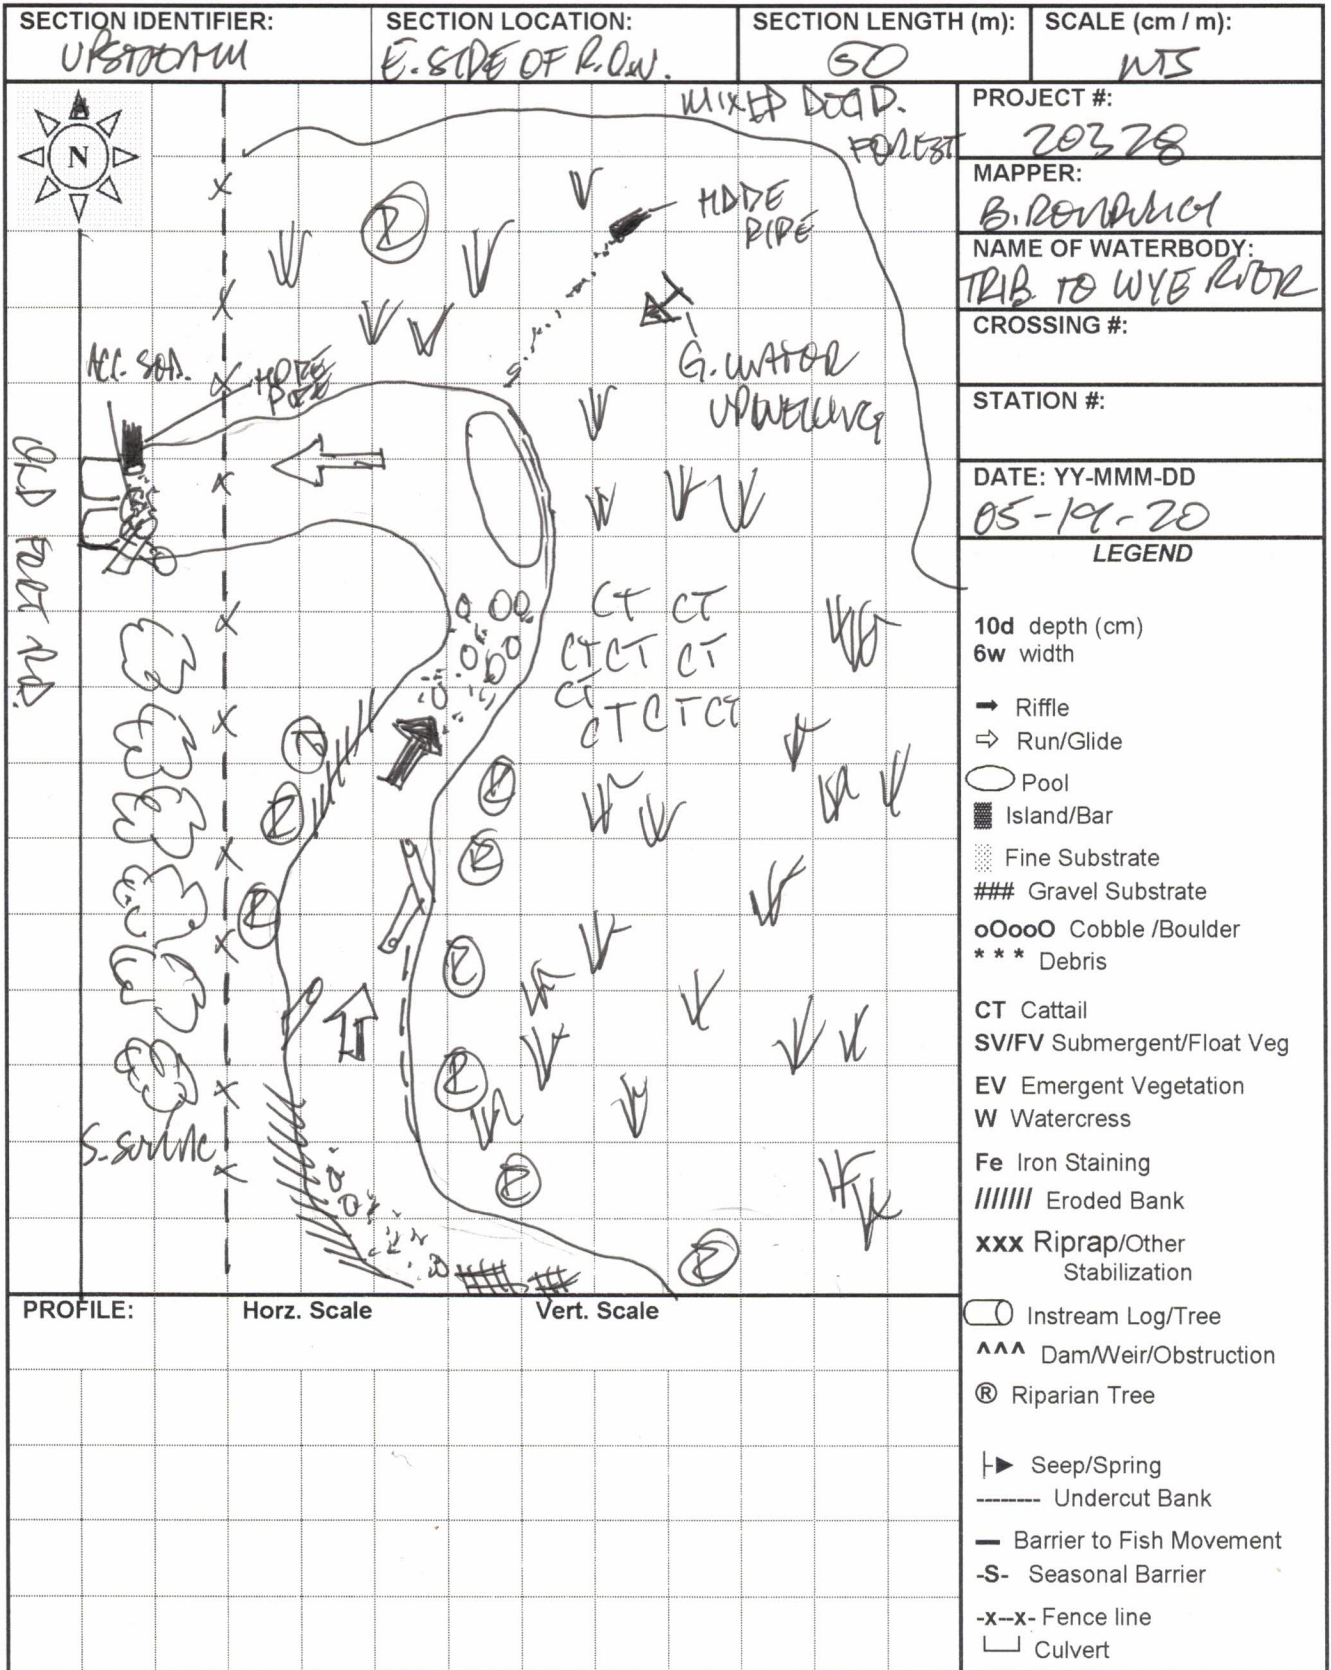 SECTION IDENTIFIER:
UPSTREAM
SECTION LOCATION:
E. SIDE OF R.O.W.
SECTION LENGTH (m):
50
SCALE (cm / m):
NTS
N
MIXED DECID.
FOREST
HDPE
PIPE
G. WATER
UPWELLING
ACC. SED.
HDPE
PIPE
OLD FORT RD.
R
CT CT
CT CT CT
CT
CT CT CT
R
R
R
R
R
R
R
R
R
PROJECT #:
20328
MAPPER:
NAME OF WATERBODY:
TRIB. TO WYE RIVER
CROSSING #:
STATION #:
DATE: YY-MMM-DD
LEGEND
10d depth (cm)
6w width
Riffle
Run/Glide
Pool
Island/Bar
Fine Substrate
### Gravel Substrate
oOooO Cobble /Boulder
* * * Debris
CT Cattail
SV/FV Submergent/Float Veg
EV Emergent Vegetation
W Watercress
Fe Iron Staining
/////// Eroded Bank
xxx Riprap/Other
Stabilization
Instream Log/Tree
^^^ Dam/Weir/Obstruction
® Riparian Tree
Seep/Spring
-------- Undercut Bank
Barrier to Fish Movement
-S- Seasonal Barrier
-x--x- Fence line
Culvert
PROFILE:
Horz. Scale
Vert. Scale